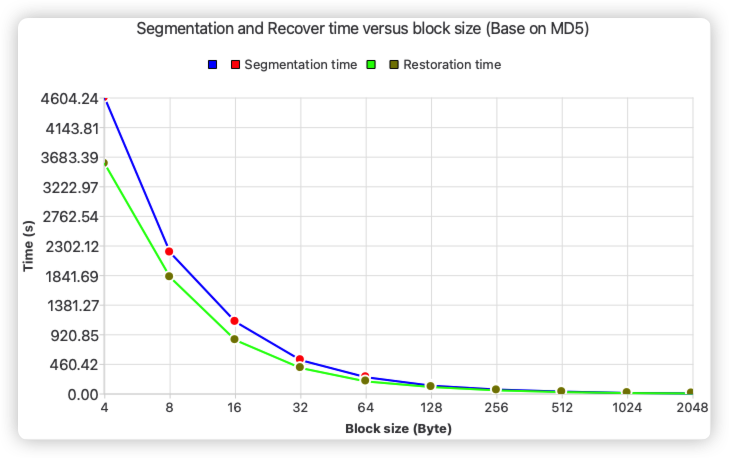 Segmentation and Recover time versus block size (Base on MD5)
Segmentation time Restoration time
4604.24
4143.81
3683.39
3222.97
2762.54
2302.12
1841.69
1381.27
920.85
460.42
0.00
Time (s)
4 8 16 32 64 128 256 512 1024 2048
Block size (Byte)